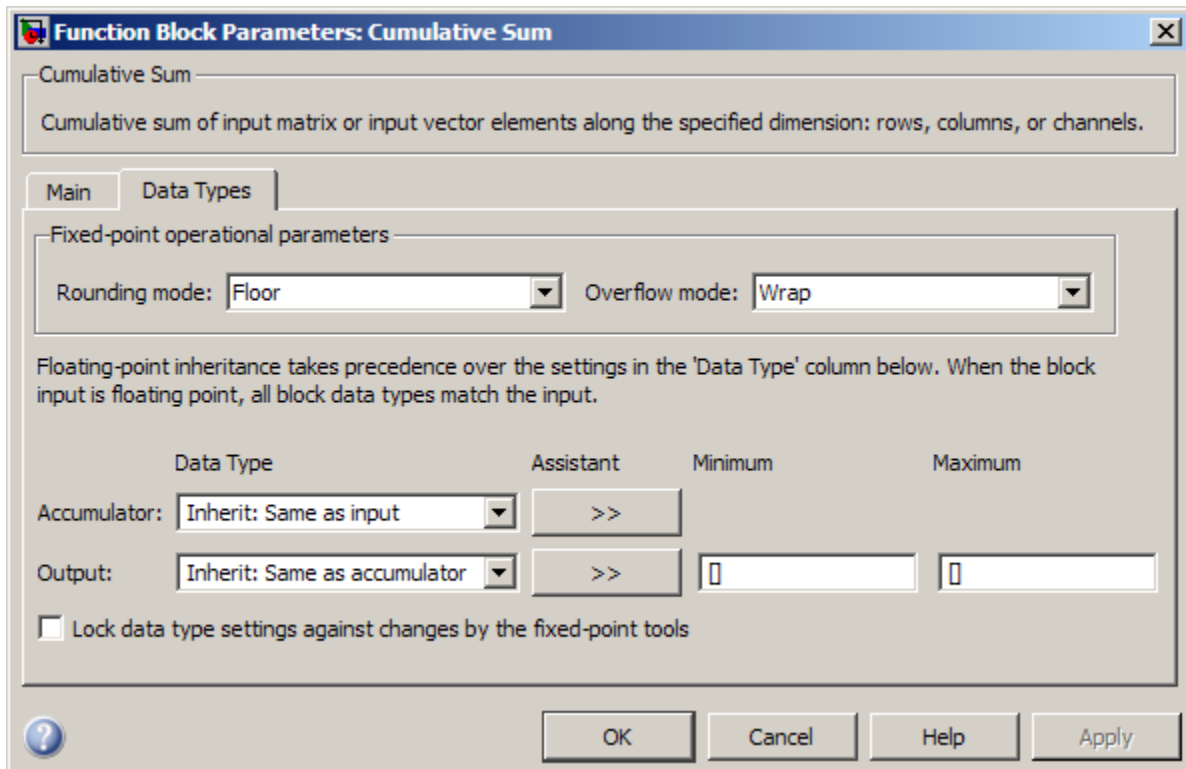 Function Block Parameters: Cumulative Sum
Cumulative Sum
Cumulative sum of input matrix or input vector elements along the specified dimension: rows, columns, or channels.
Main Data Types
Fixed-point operational parameters
Rounding mode: Floor Overflow mode: Wrap
Floating-point inheritance takes precedence over the settings in the 'Data Type' column below. When the block
input is floating point, all block data types match the input.
Data Type Assistant Minimum Maximum
Accumulator: Inherit: Same as input >>
Output: Inherit: Same as accumulator >> [] []
Lock data type settings against changes by the fixed-point tools
? OK Cancel Help Apply